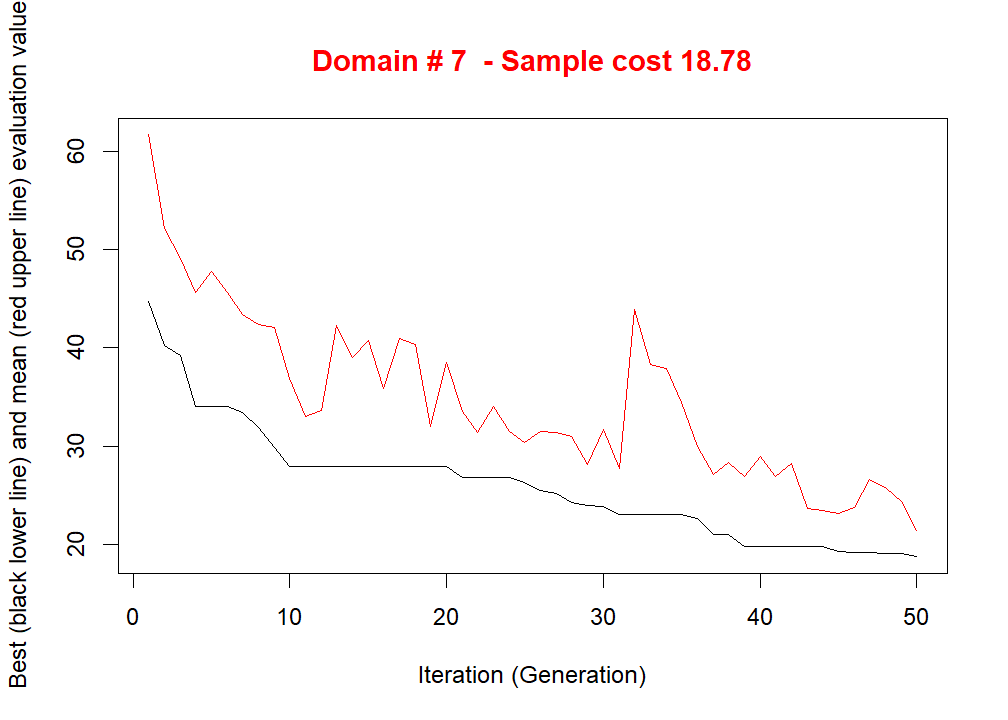 Domain # 7  - Sample cost 18.78
Best (black lower line) and mean (red upper line) evaluation value
60
50
40
30
20
0 10 20 30 40 50
Iteration (Generation)